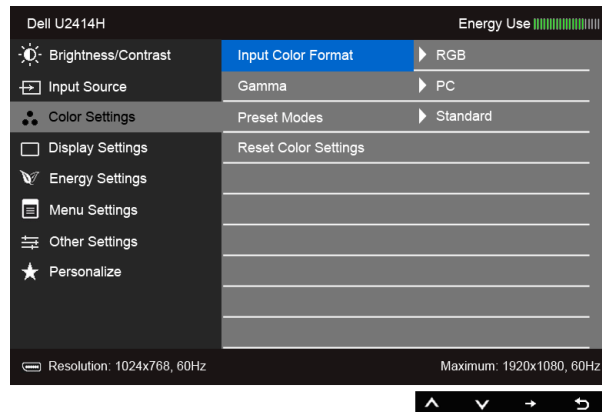 Dell U2414H Energy Use
Brightness/Contrast Input Color Format RGB
Input Source Gamma PC
Color Settings Preset Modes Standard
Display Settings Reset Color Settings
Energy Settings
Menu Settings
Other Settings
Personalize
Resolution: 1024x768, 60Hz Maximum: 1920x1080, 60Hz